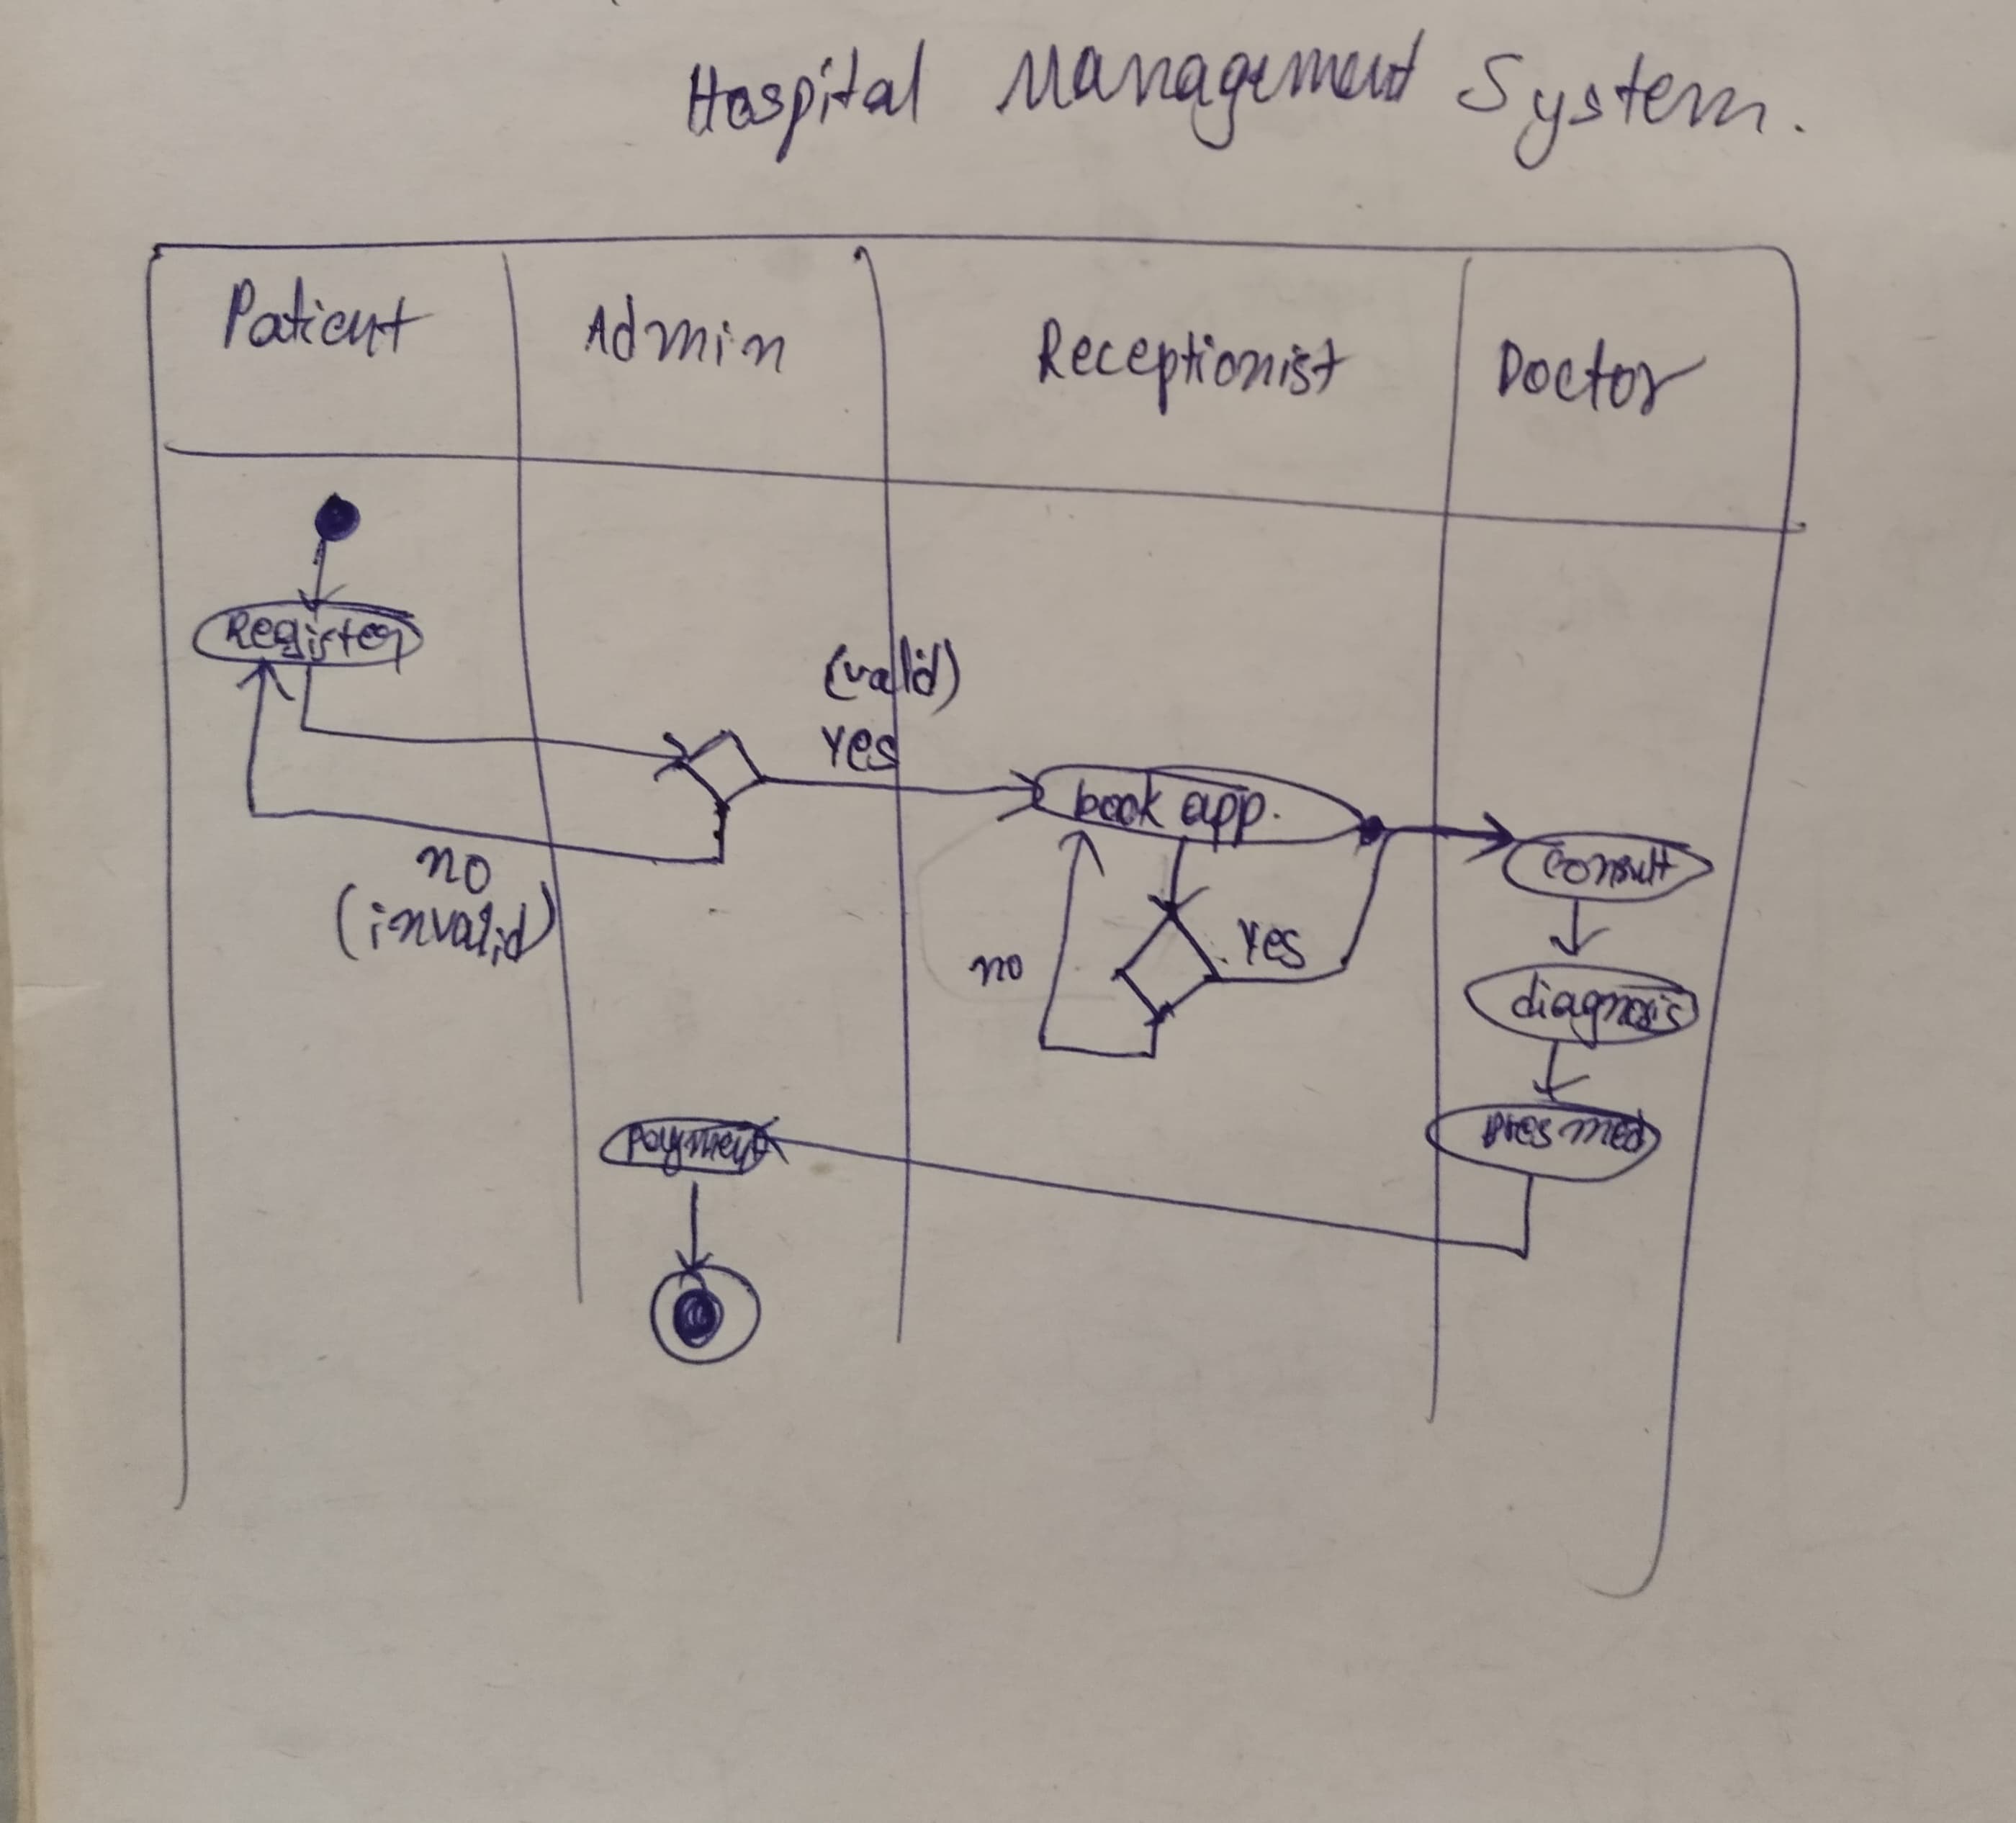 Hospital Management System.
Patient
Admin
Receptionist
Doctor
Register
(valid)
Yes
no
(invalid)
book app.
Yes
no
consult
diagnosis
pres med
payment